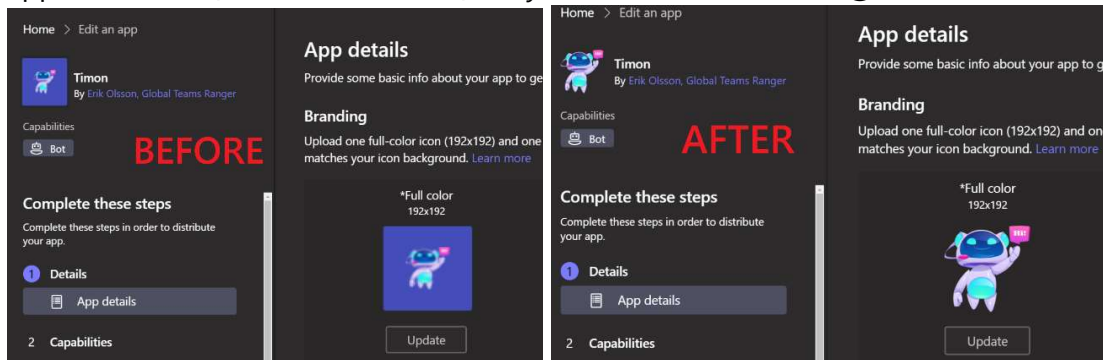 Home > Edit an app
Timon
By Erik Olsson, Global Teams Ranger
Capabilities
Bot
BEFORE
Complete these steps
Complete these steps in order to distribute
your app.
1 Details
App details
2 Capabilities
App details
Provide some basic info about your app to ge
Branding
Upload one full-color icon (192x192) and one
matches your icon background. Learn more
*Full color
192x192
Update
Home > Edit an app
Timon
By Erik Olsson, Global Teams Ranger
Capabilities
Bot
AFTER
Complete these steps
Complete these steps in order to distribute
your app.
1 Details
App details
2 Capabilities
App details
Provide some basic info about your app to g
Branding
Upload one full-color icon (192x192) and on
matches your icon background. Learn more
*Full color
192x192
Update